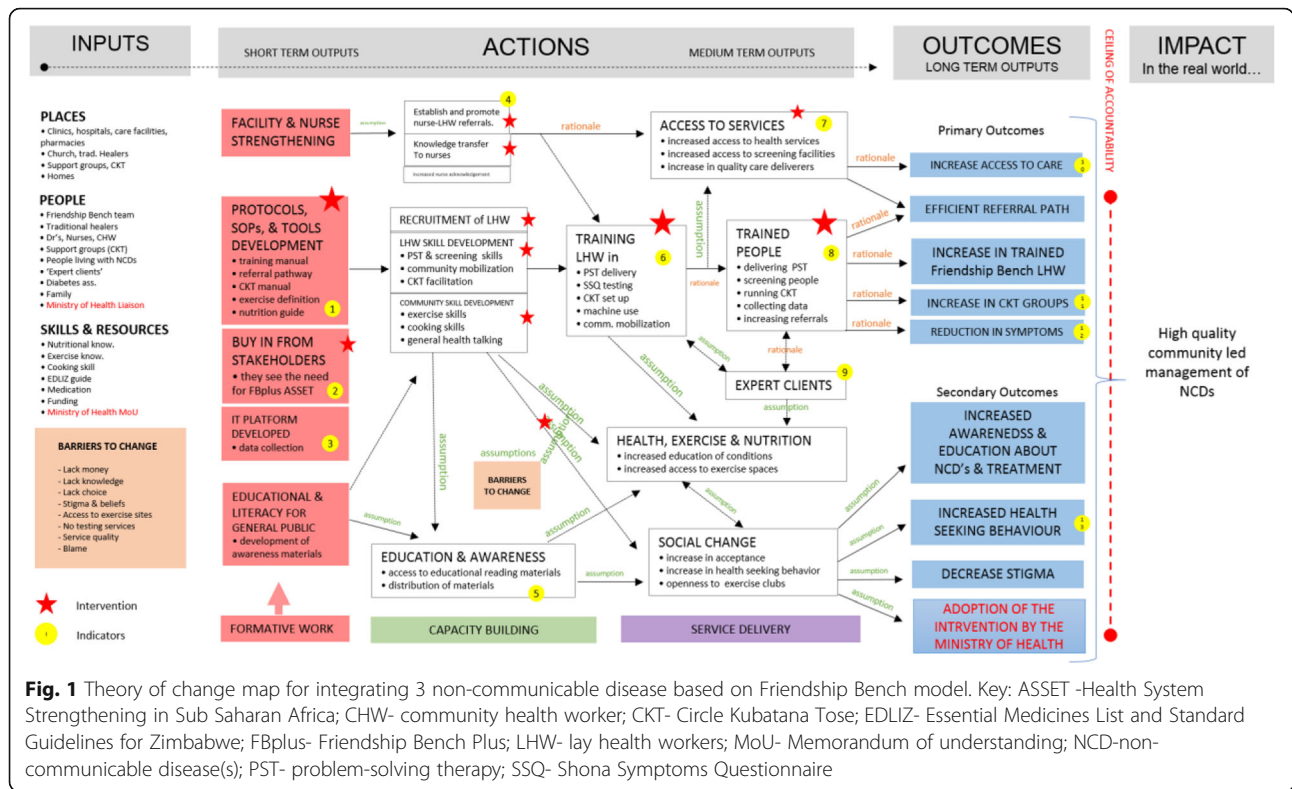 INPUTS
SHORT TERM OUTPUTS
ACTIONS
MEDIUM TERM OUTPUTS
OUTCOMES
LONG TERM OUTPUTS
CEILING OF ACCOUNTABILITY
IMPACT
In the real world...
PLACES
• Clinics, hospitals, care facilities,
pharmacies
• Church, trad. Healers
• Support groups, CKT
• Homes
PEOPLE
• Friendship Bench team
• Traditional healers
• Dr's, Nurses, CHW
• Support groups (CKT)
• People living with NCDs
• 'Expert clients'
• Diabetes ass.
• Family
• Ministry of Health Liaison
SKILLS & RESOURCES
• Nutritional know.
• Exercise know.
• Cooking skill
• EDLIZ guide
• Medication
• Funding
• Ministry of Health MoU
BARRIERS TO CHANGE
- Lack money
- Lack knowledge
- Lack choice
- Stigma & beliefs
- Access to exercise sites
- No testing services
- Service quality
- Blame
Intervention
1
Indicators
FACILITY & NURSE
STRENGTHENING
PROTOCOLS,
SOPs, & TOOLS
DEVELOPMENT
• training manual
• referral pathway
• CKT manual
• exercise definition
• nutrition guide
1
BUY IN FROM
STAKEHOLDERS
• they see the need
for FBplus ASSET
2
IT PLATFORM
DEVELOPED
• data collection
3
EDUCATIONAL &
LITERACY FOR
GENERAL PUBLIC
• development of
awareness materials
FORMATIVE WORK
assumption
4
Establish and promote
nurse-LHW referrals.
Knowledge transfer
To nurses
Increased nurse acknowledgement
RECRUITMENT of LHW
LHW SKILL DEVELOPMENT
• PST & screening skills
• community mobilization
• CKT facilitation
COMMUNITY SKILL DEVELOPMENT
• exercise skills
• cooking skills
• general health talking
assumption
assumption
assumption
assumption
assumptions
BARRIERS
TO CHANGE
assumption
EDUCATION & AWARENESS
• access to educational reading materials
• distribution of materials
5
CAPACITY BUILDING
rationale
TRAINING
LHW in
6
• PST delivery
• SSQ testing
• CKT set up
• machine use
• comm. mobilization
ACCESS TO SERVICES
7
• increased access to health services
• increased access to screening facilities
• increase in quality care deliverers
assumption
rationale
TRAINED
PEOPLE
8
• delivering PST
• screening people
• running CKT
• collecting data
• increasing referrals
assumption
rationale
assumption
EXPERT CLIENTS
9
assumption
HEALTH, EXERCISE & NUTRITION
• increased education of conditions
• increased access to exercise spaces
assumption
assumption
SOCIAL CHANGE
• increase in acceptance
• increase in health seeking behavior
• openness to exercise clubs
SERVICE DELIVERY
rationale
rationale
rationale
rationale
rationale
assumption
assumption
assumption
assumption
Primary Outcomes
INCREASE ACCESS TO CARE
10
EFFICIENT REFERRAL PATH
INCREASE IN TRAINED
Friendship Bench LHW
INCREASE IN CKT GROUPS
11
REDUCTION IN SYMPTOMS
12
Secondary Outcomes
INCREASED
AWARENEDSS &
EDUCATION ABOUT
NCD's & TREATMENT
INCREASED HEALTH
SEEKING BEHAVIOUR
13
DECREASE STIGMA
ADOPTION OF THE
INTRVENTION BY THE
MINISTRY OF HEALTH
High quality
community led
management of
NCDs
Fig. 1 Theory of change map for integrating 3 non-communicable disease based on Friendship Bench model. Key: ASSET -Health System
Strengthening in Sub Saharan Africa; CHW- community health worker; CKT- Circle Kubatana Tose; EDLIZ- Essential Medicines List and Standard
Guidelines for Zimbabwe; FBplus- Friendship Bench Plus; LHW- lay health workers; MoU- Memorandum of understanding; NCD-non-
communicable disease(s); PST- problem-solving therapy; SSQ- Shona Symptoms Questionnaire